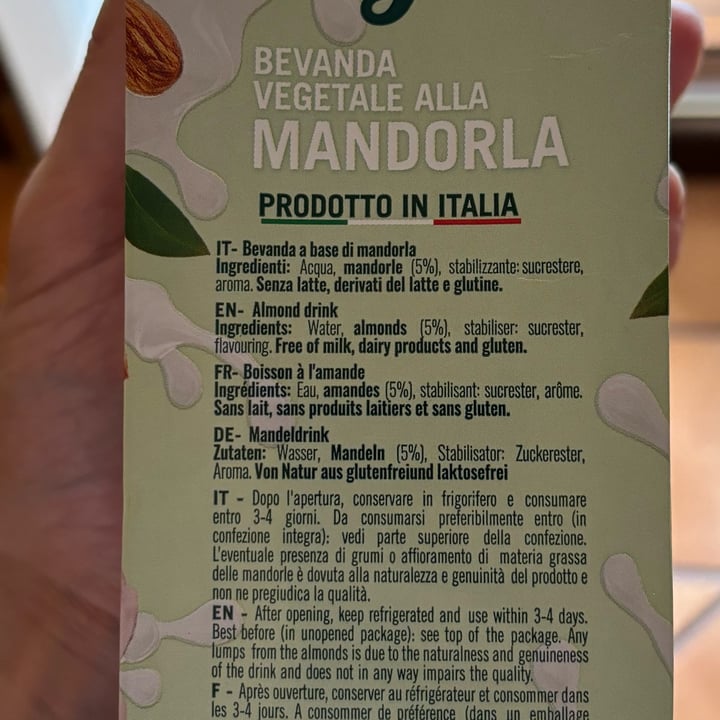 BEVANDA
VEGETALE ALLA
MANDORLA
PRODOTTO IN ITALIA
IT- Bevanda a base di mandorla
Ingredienti: Acqua, mandorle (5%), stabilizzante: sucrestere,
aroma. Senza latte, derivati del latte e glutine.
EN- Almond drink
Ingredients: Water, almonds (5%), stabiliser: sucrester,
flavouring. Free of milk, dairy products and gluten.
FR- Boisson à l'amande
Ingrédients: Eau, amandes (5%), stabilisant: sucrester, arôme.
Sans lait, sans produits laitiers et sans gluten.
DE- Mandeldrink
Zutaten: Wasser, Mandeln (5%), Stabilisator: Zuckerester,
Aroma. Von Natur aus glutenfreiund laktosefrei
IT - Dopo l'apertura, conservare in frigorifero e consumare
entro 3-4 giorni. Da consumarsi preferibilmente entro (in
confezione integra): vedi parte superiore della confezione.
L'eventuale presenza di grumi o affioramento di materia grassa
delle mandorle è dovuta alla naturalezza e genuinità del prodotto e
non ne pregiudica la qualità.
EN - After opening, keep refrigerated and use within 3-4 days.
Best before (in unopened package): see top of the package. Any
lumps from the almonds is due to the naturalness and genuineness
of the drink and does not in any way impairs the quality.
F - Après ouverture, conserver au réfrigérateur et consommer dans
les 3-4 jours. A consommer de préférence (dans un emballage